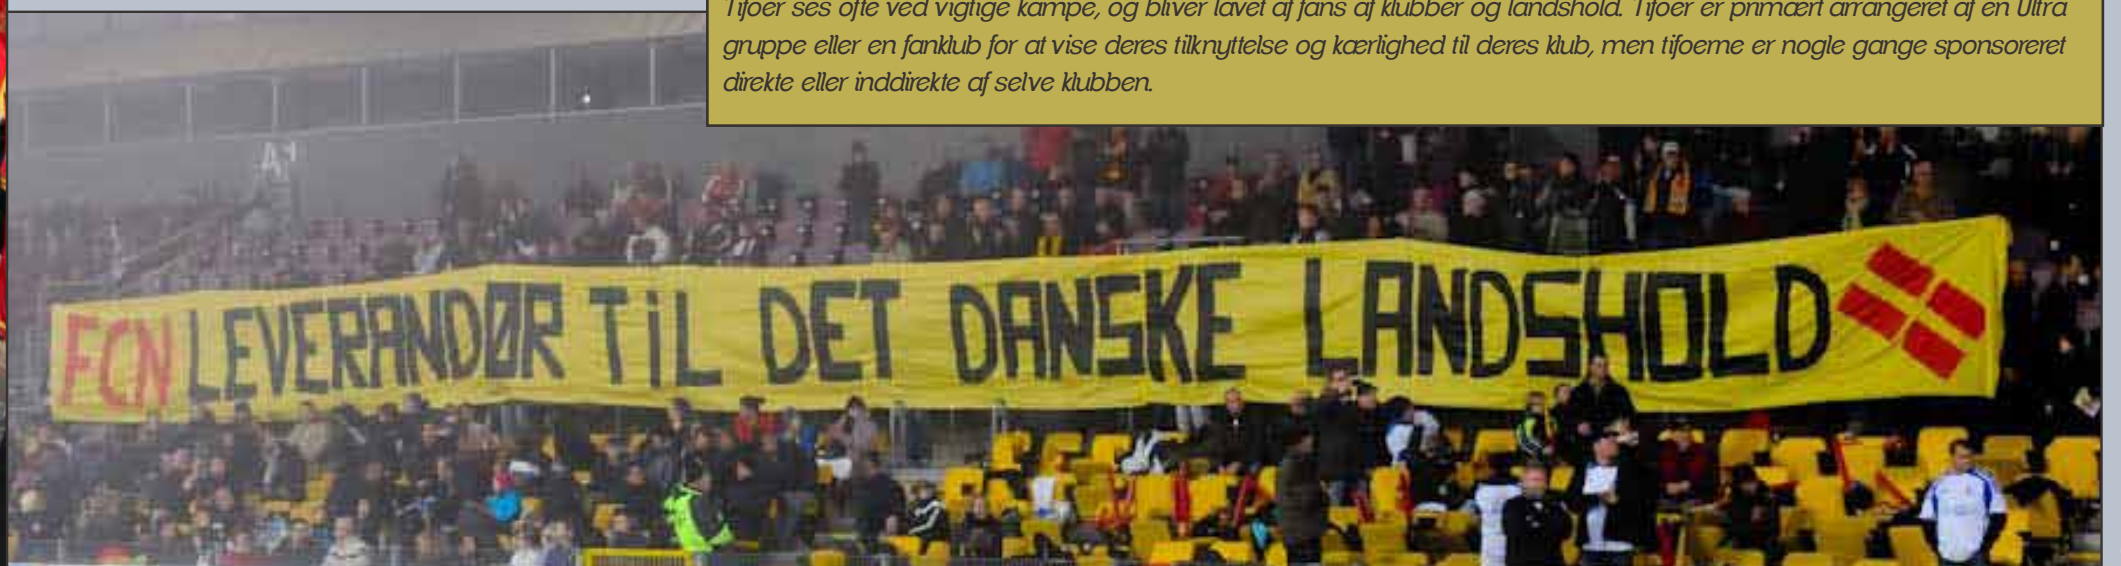 Tifoer ses ofte ved vigtige kampe, og bliver lavet af fans af klubber og landshold. Tifoer er primært arrangeret af en Ultra
gruppe eller en fanklub for at vise deres tilknyttelse og kærlighed til deres klub, men tifoerne er nogle gange sponsoreret
direkte eller inddirekte af selve klubben.
A1
FCN LEVERANDØR TiL DET DANSKE LANDSHOLD